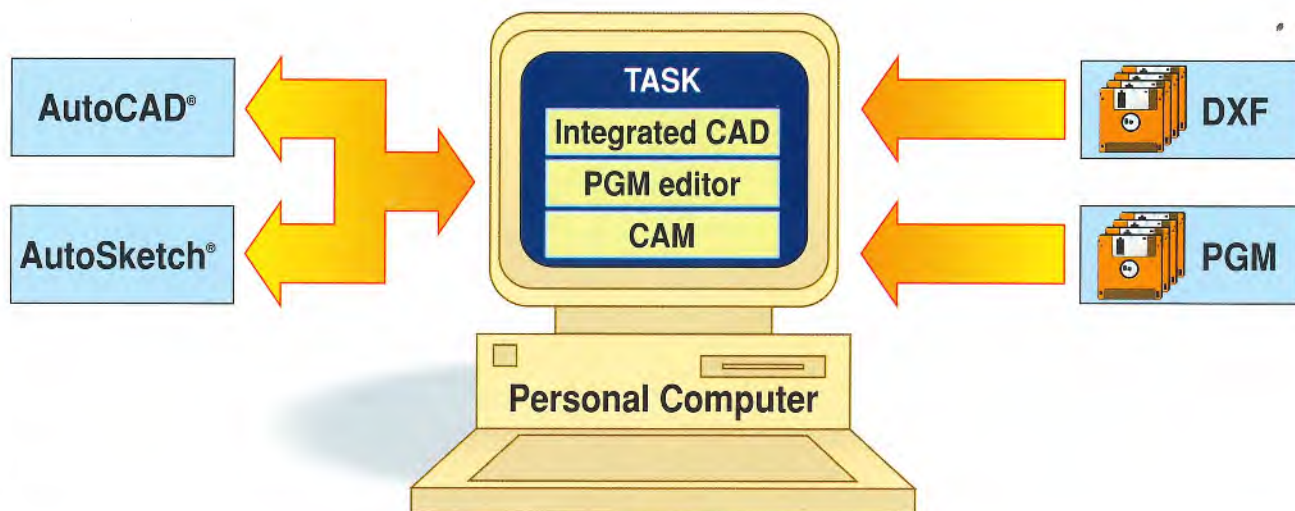 AutoCAD®
AutoSketch®
TASK
Integrated CAD
PGM editor
CAM
Personal Computer
DXF
PGM